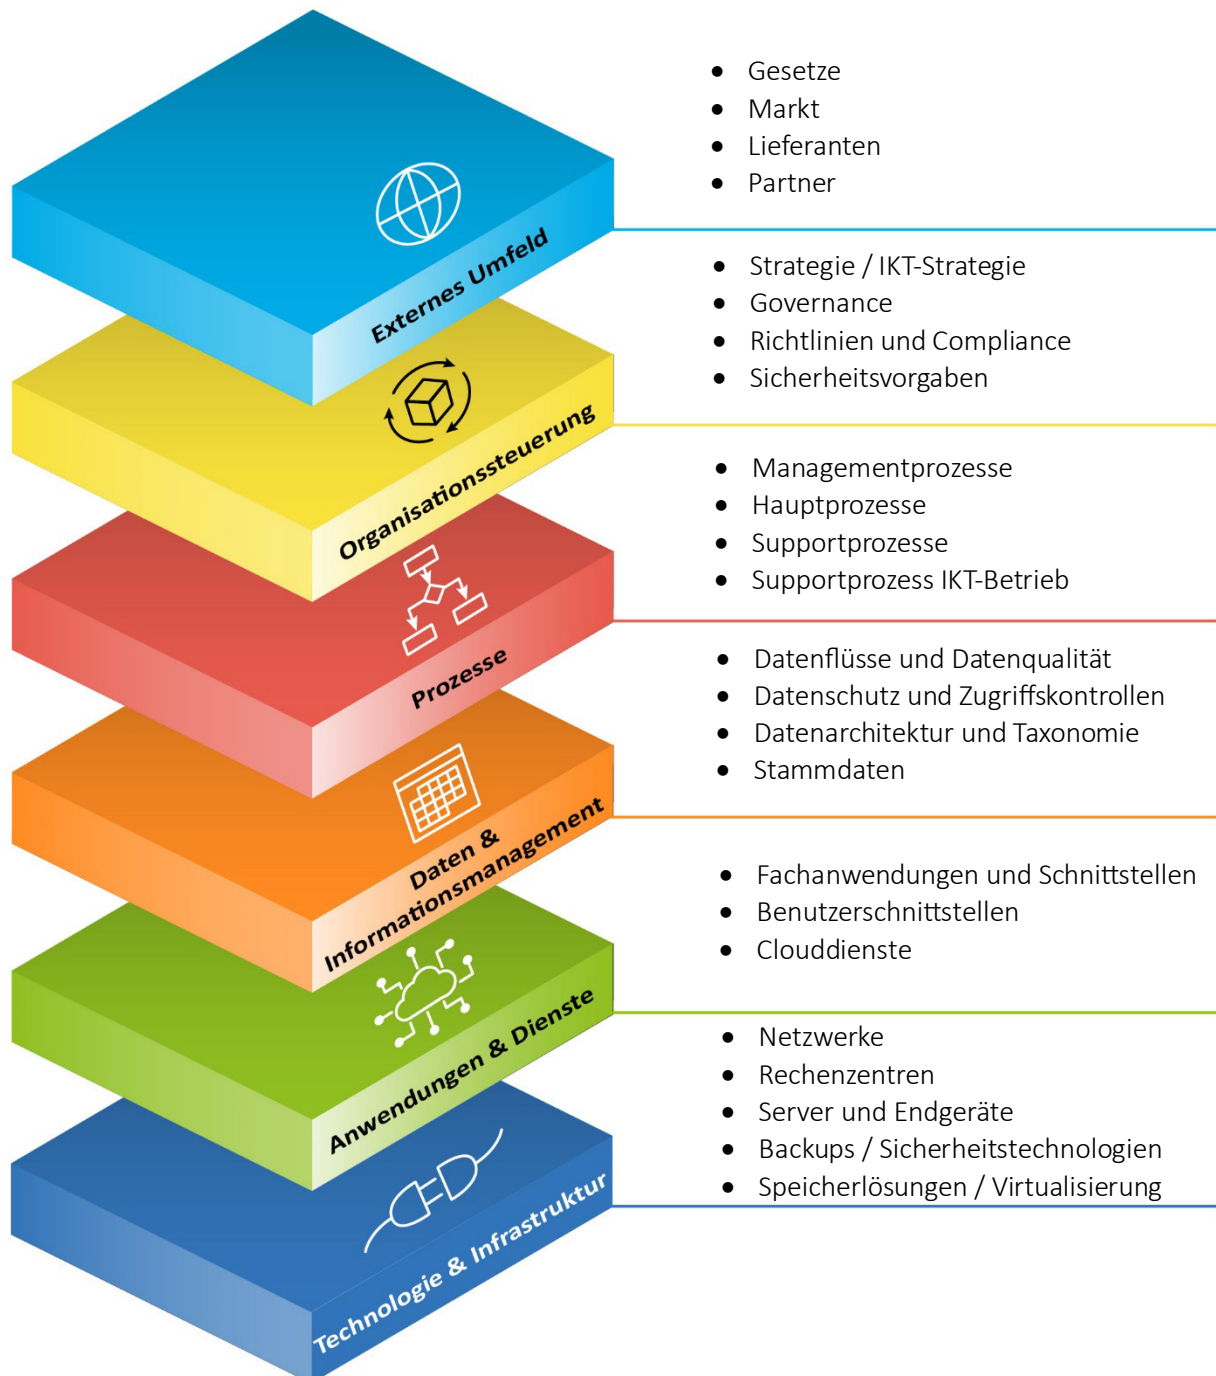 • Gesetze
• Markt
• Lieferanten
• Partner
Externes Umfeld
• Strategie / IKT-Strategie
• Governance
• Richtlinien und Compliance
• Sicherheitsvorgaben
Organisationssteuerung
• Managementprozesse
• Hauptprozesse
• Supportprozesse
• Supportprozess IKT-Betrieb
Prozesse
• Datenflüsse und Datenqualität
• Datenschutz und Zugriffskontrollen
• Datenarchitektur und Taxonomie
• Stammdaten
Daten &
Informationsmanagement
• Fachanwendungen und Schnittstellen
• Benutzerschnittstellen
• Clouddienste
Anwendungen & Dienste
• Netzwerke
• Rechenzentren
• Server und Endgeräte
• Backups / Sicherheitstechnologien
• Speicherlösungen / Virtualisierung
Technologie & Infrastruktur